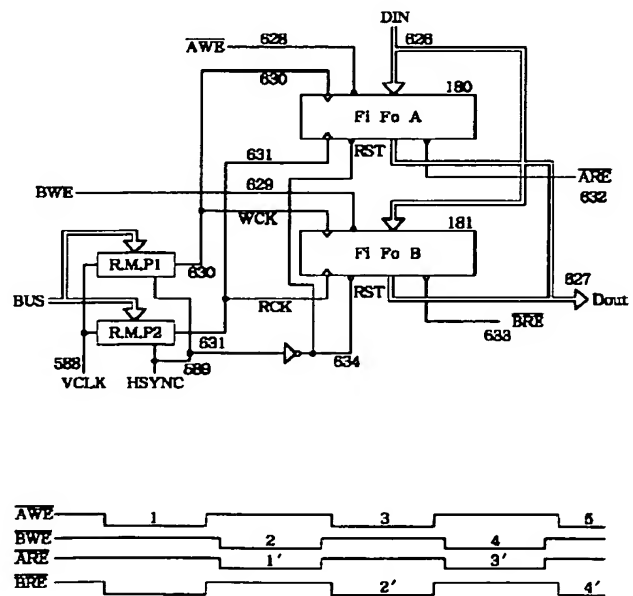 DIN
AWE 628 628
630
180
Fi Fo A
631 RST
629 ARE
BWE 632
WCK 181
R.M.P1 630 Fi Fo B
RST 827
BUS RCK Dout
R.M.P2 BRE
631 634 633
588 589
VCLK HSYNC
AWE 1 3 5
BWE 2 4
ARE 1' 3'
BRE 2' 4'